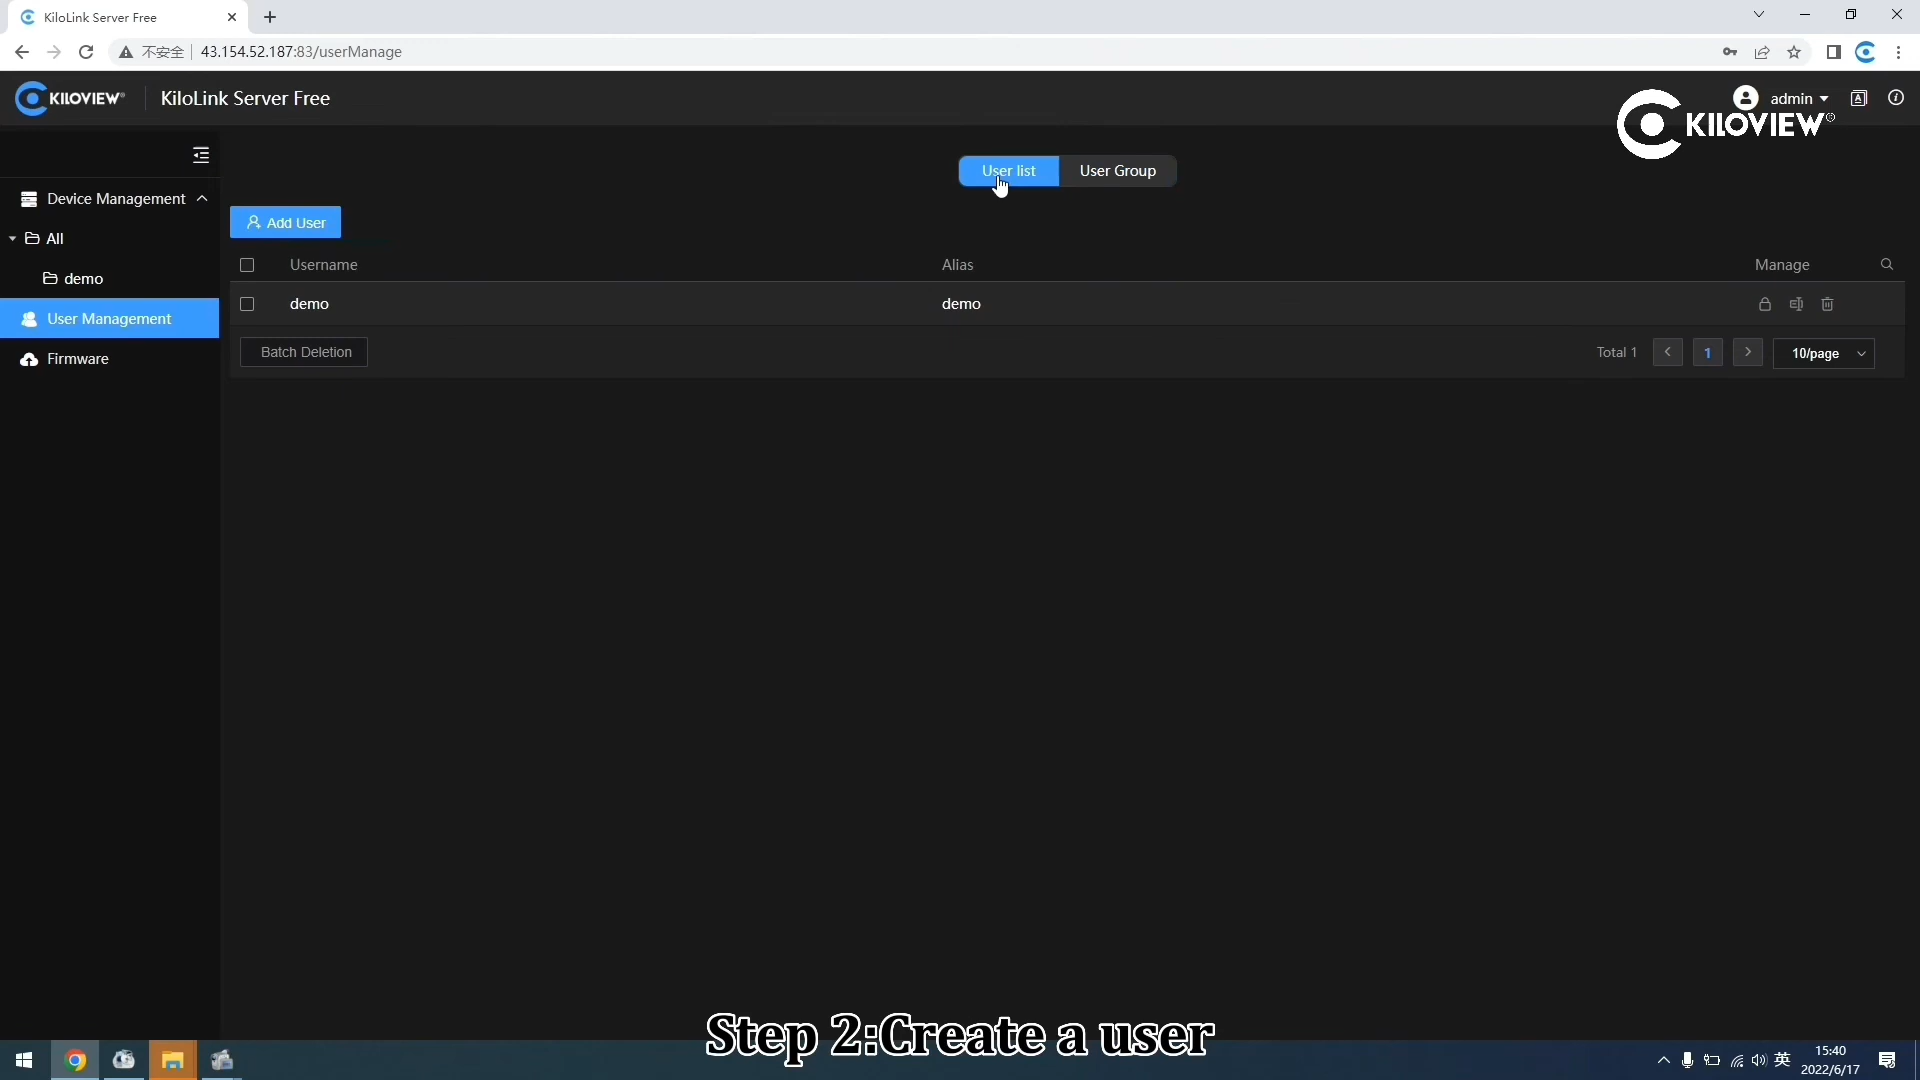 KiloLink Server Free
不安全
43.154.52.187:83/userManage
KILOVIEW®
KiloLink Server Free
admin
KILOVIEW®
User list
User Group
Device Management
Add User
All
Username
Alias
Manage
demo
demo
demo
User Management
Batch Deletion
Total 1
1
10/page
Firmware
Step 2:Create a user
英
15:40
2022/6/17